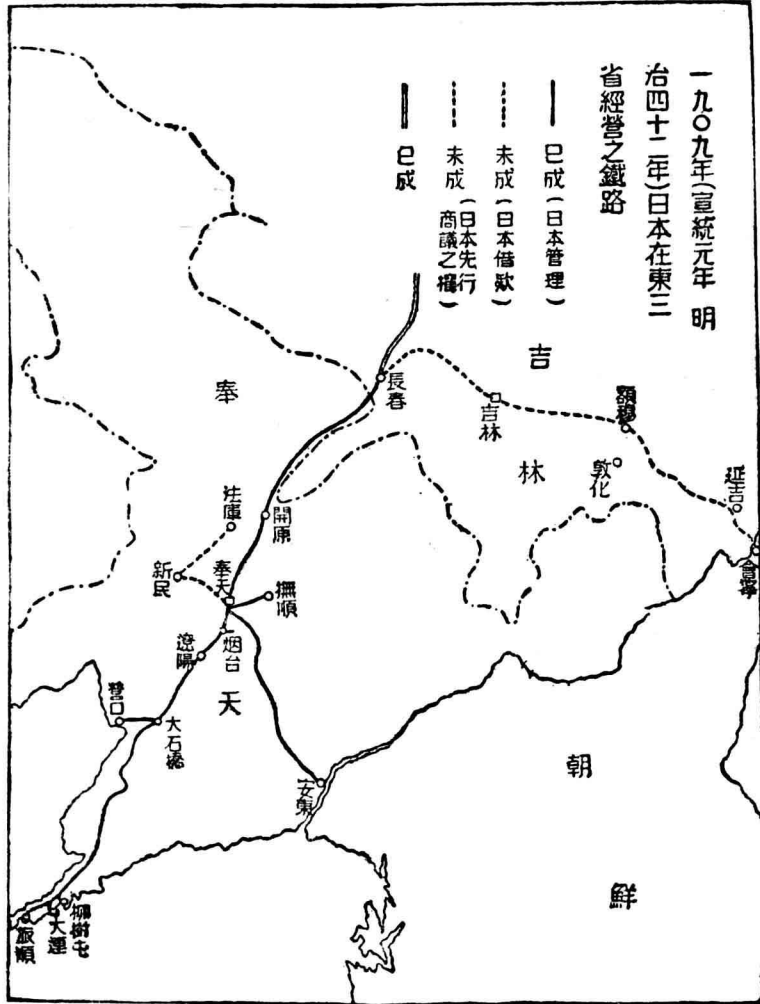 一九〇九年(宣統元年 明
治四十二年)日本在東三
省經營之鐵路
已成(日本管理)
未成(日本借欵)
未成(日本先行
商議之權)
已成
吉
林
奉
天
朝
鮮
長春
吉林
額穆
敦化
延吉
會寧
開原
法庫
新民
奉天
撫順
烟台
遼陽
營口
大石橋
安東
柳樹屯
大連
旅順